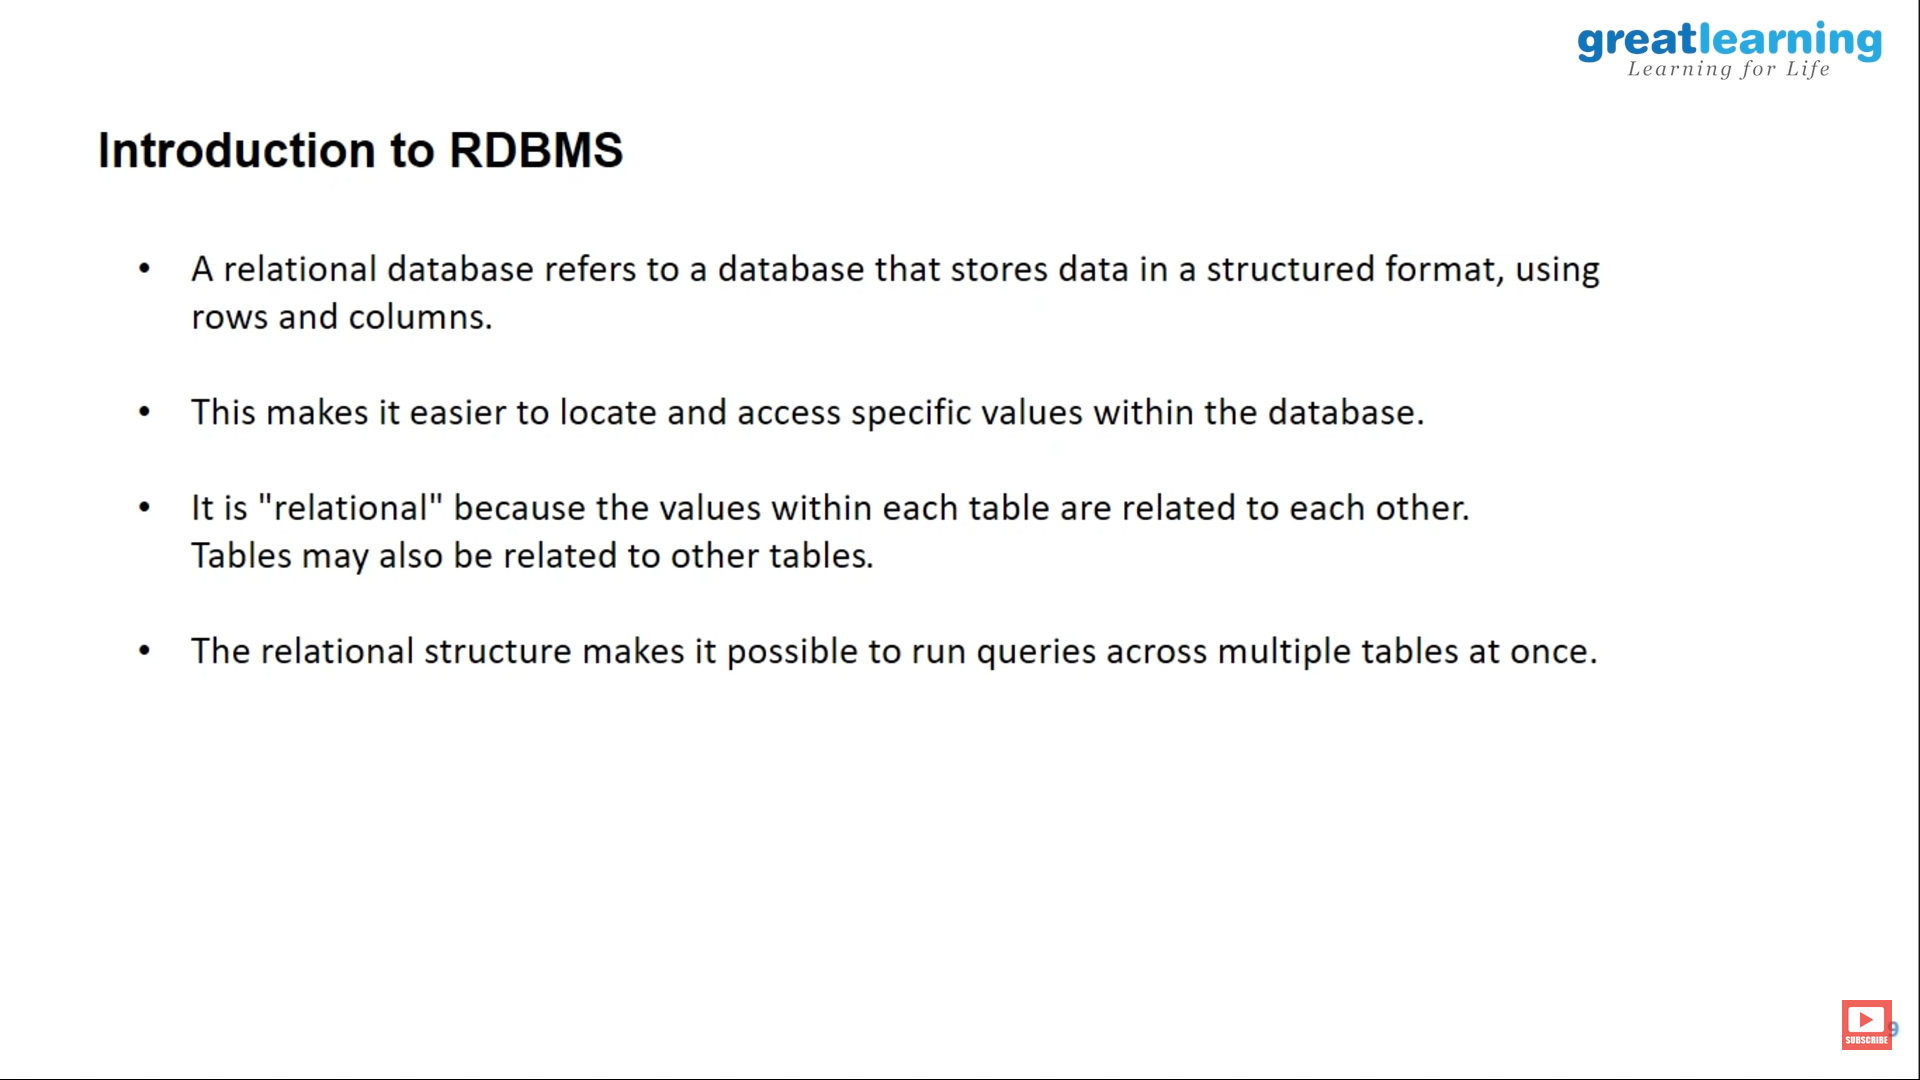 greatlearning
Learning for Life
Introduction to RDBMS
• A relational database refers to a database that stores data in a structured format, using
rows and columns.
• This makes it easier to locate and access specific values within the database.
• It is "relational" because the values within each table are related to each other.
Tables may also be related to other tables.
• The relational structure makes it possible to run queries across multiple tables at once.
SUBSCRIBE
9